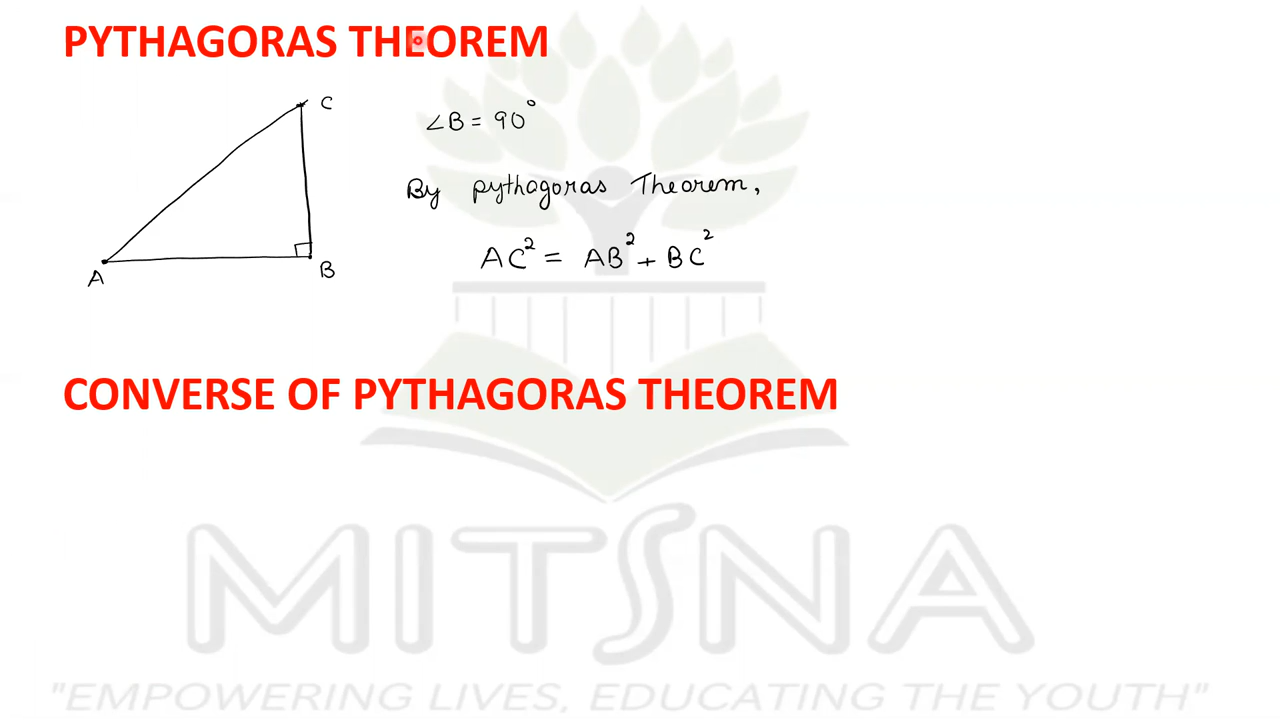 PYTHAGORAS THEOREM
C
∠B = 90°
By pythagoras Theorem,
AC² = AB² + BC²
A
B
CONVERSE OF PYTHAGORAS THEOREM
MITSNA
"EMPOWERING LIVES, EDUCATING THE YOUTH"